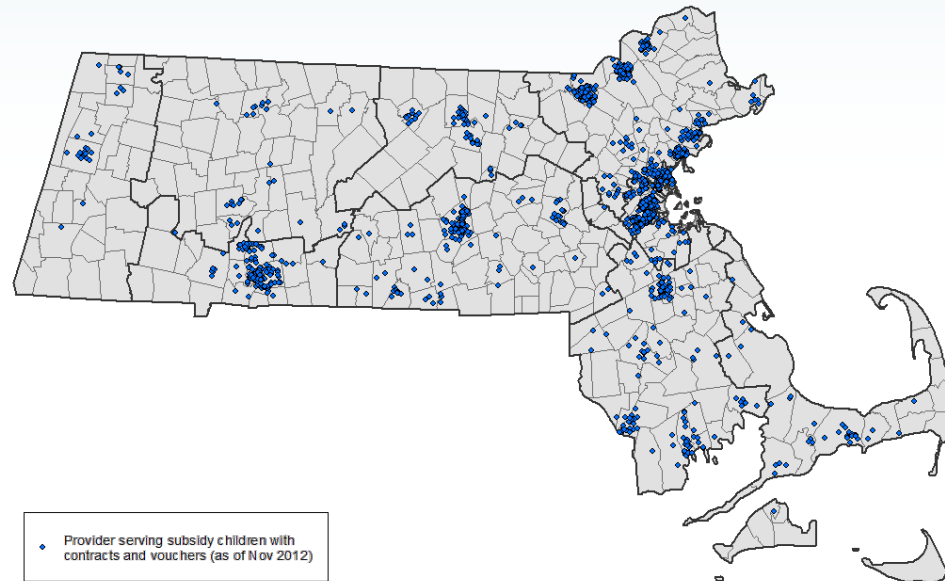 Provider serving subsidy children with
contracts and vouchers (as of Nov 2012)